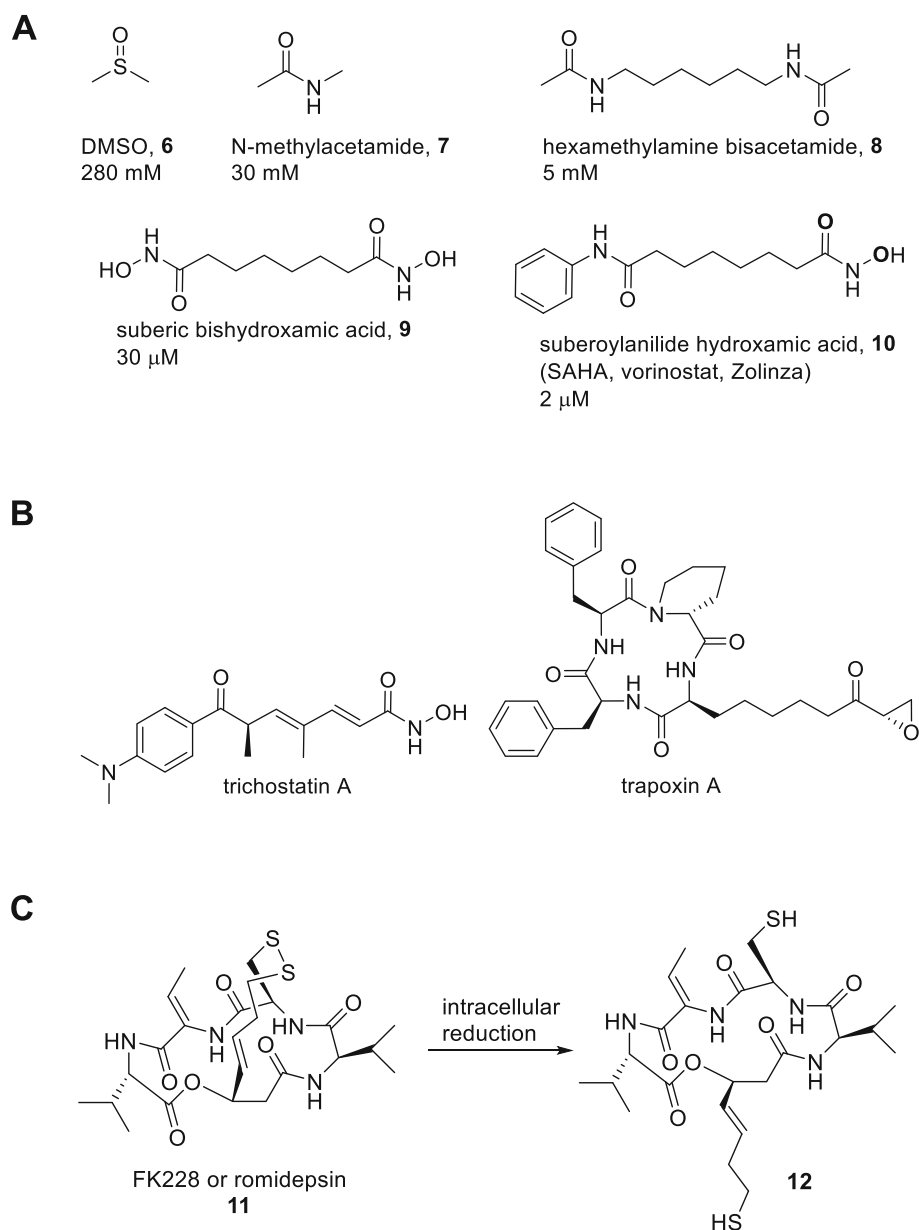 A
DMSO, 6
280 mM
N-methylacetamide, 7
30 mM
hexamethylamine bisacetamide, 8
5 mM
suberic bishydroxamic acid, 9
30 μM
suberoylanilide hydroxamic acid, 10
(SAHA, vorinostat, Zolinza)
2 μM
B
trichostatin A
trapoxin A
C
intracellular
reduction
FK228 or romidepsin
11
12